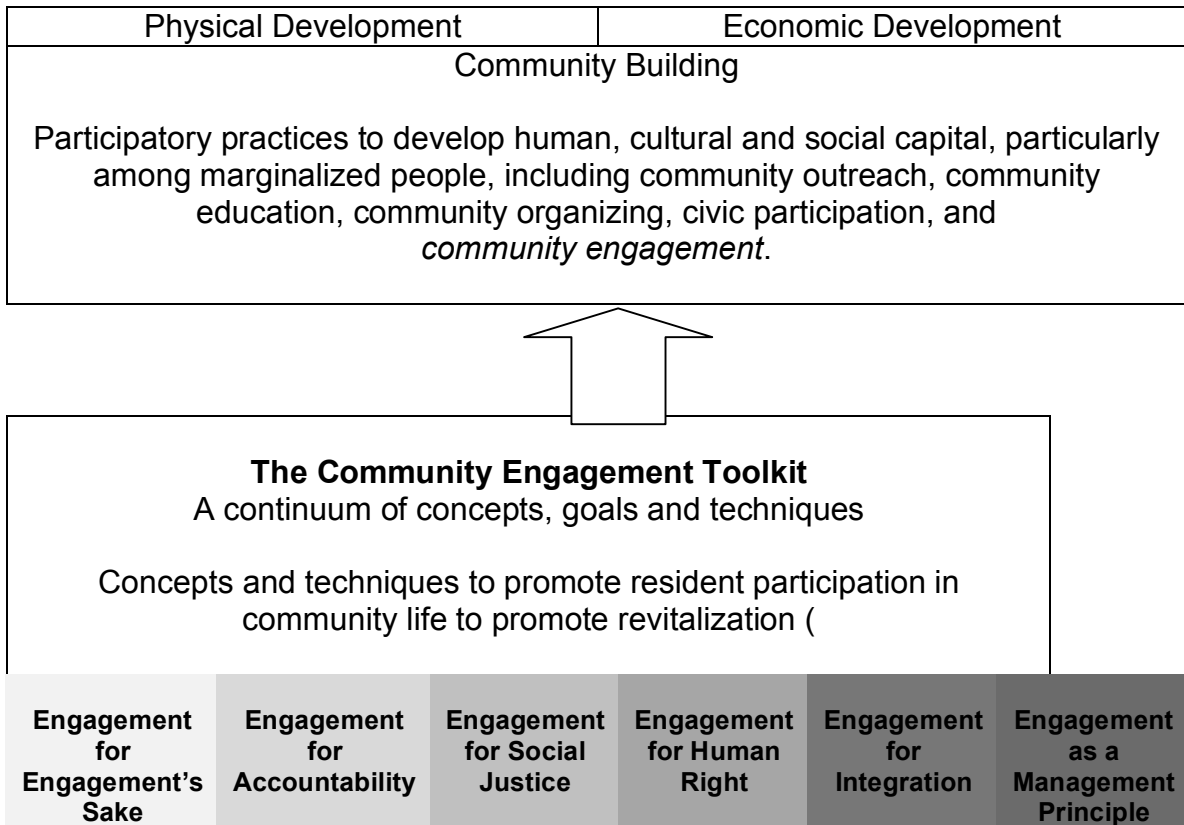 Physical Development
Economic Development
Community Building
Participatory practices to develop human, cultural and social capital, particularly
among marginalized people, including community outreach, community
education, community organizing, civic participation, and
community engagement.
The Community Engagement Toolkit
A continuum of concepts, goals and techniques
Concepts and techniques to promote resident participation in
community life to promote revitalization (
Engagement
for
Engagement’s
Sake
Engagement
for
Accountability
Engagement
for Social
Justice
Engagement
for Human
Right
Engagement
for
Integration
Engagement
as a
Management
Principle